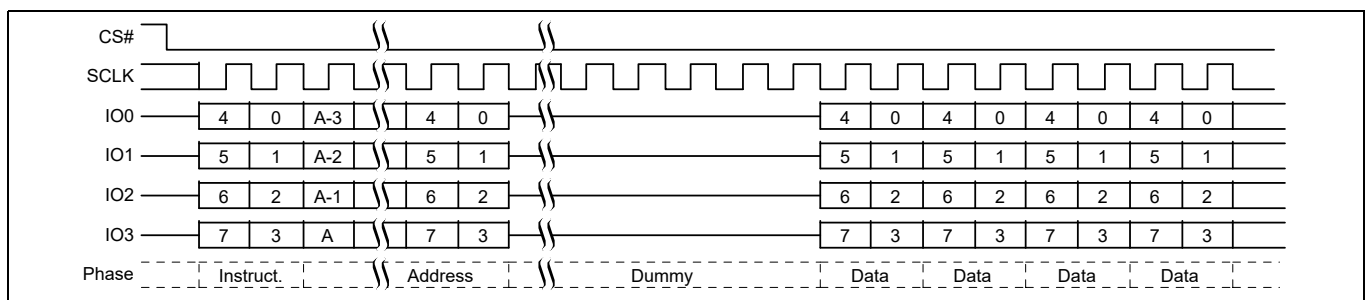 CS#
SCLK
IO0 4 0 A-3 4 0 4 0 4 0 4 0 4 0
IO1 5 1 A-2 5 1 5 1 5 1 5 1 5 1
IO2 6 2 A-1 6 2 6 2 6 2 6 2 6 2
IO3 7 3 A 7 3 7 3 7 3 7 3 7 3
Phase Instruct. Address Dummy Data Data Data Data